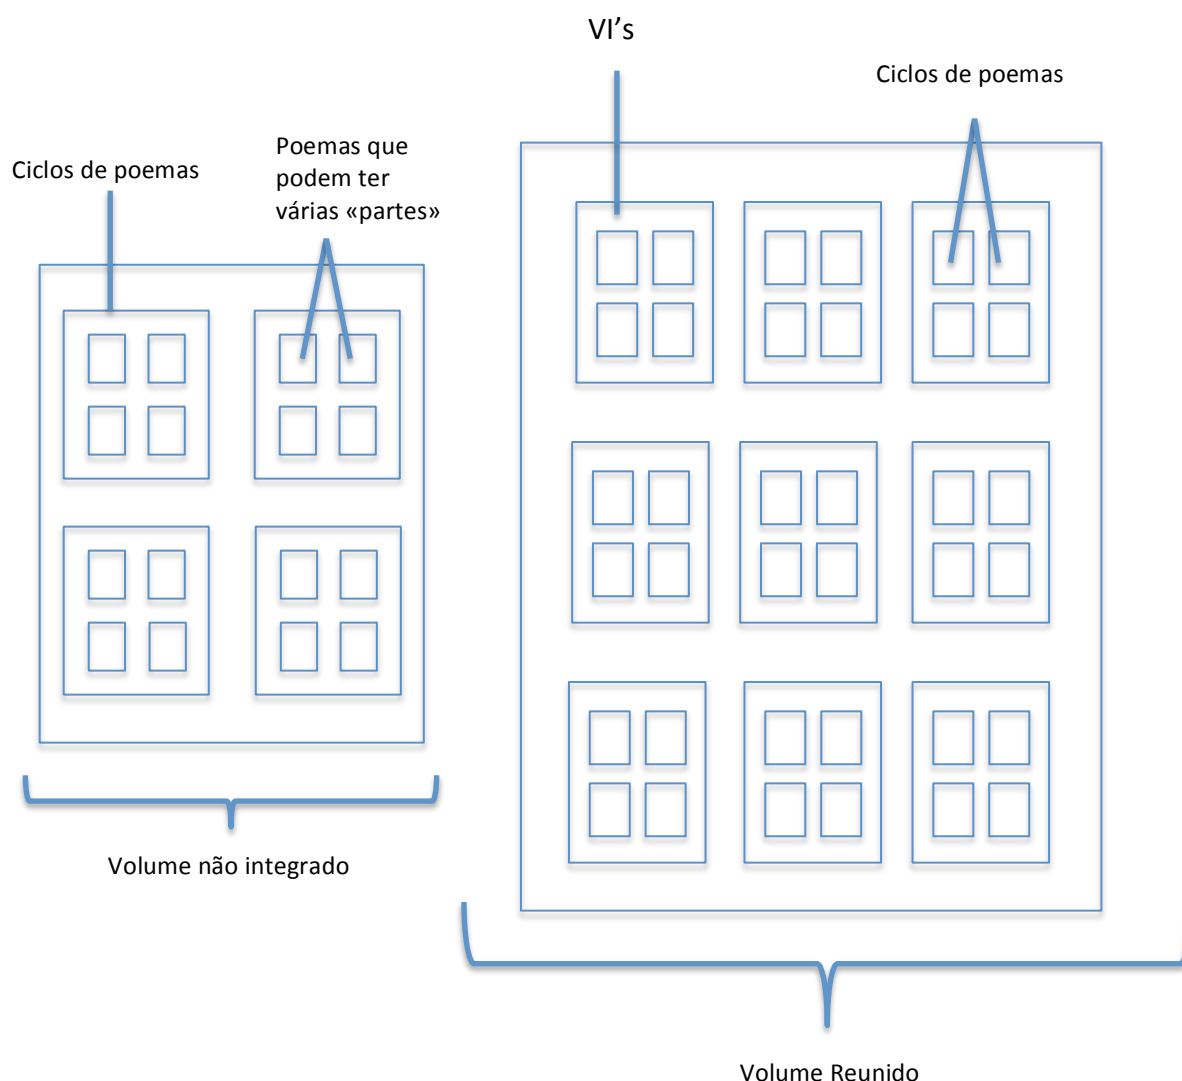 VI's
Ciclos de poemas
Poemas que
podem ter
várias «partes»
Ciclos de poemas
Volume não integrado
Volume Reunido